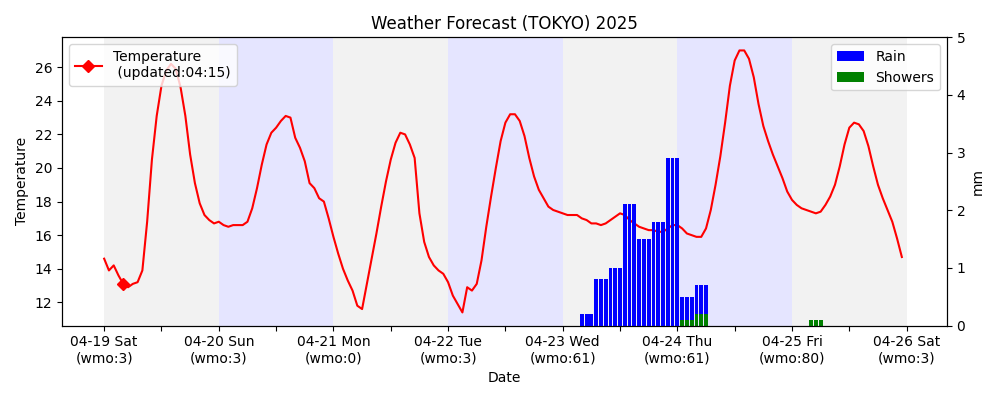 Weather Forecast (TOKYO) 2025
Temperature
(updated:04:15)
Rain
Showers
Temperature
26
24
22
20
18
16
14
12
5
4
3
2
1
0
mm
04-19 Sat
(wmo:3)
04-20 Sun
(wmo:3)
04-21 Mon
(wmo:0)
04-22 Tue
(wmo:3)
04-23 Wed
(wmo:61)
04-24 Thu
(wmo:61)
04-25 Fri
(wmo:80)
04-26 Sat
(wmo:3)
Date